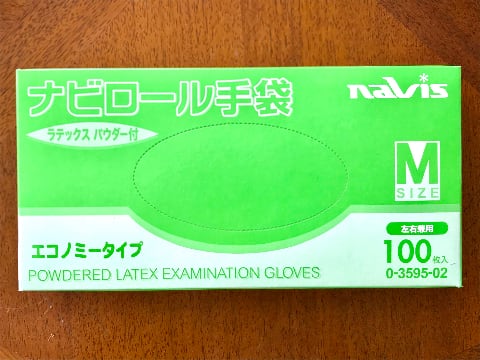 ナビロール手袋
navis
ラテックス パウダー付
M
SIZE
エコノミータイプ
左右兼用
100枚入
POWDERED LATEX EXAMINATION GLOVES
0-3595-02